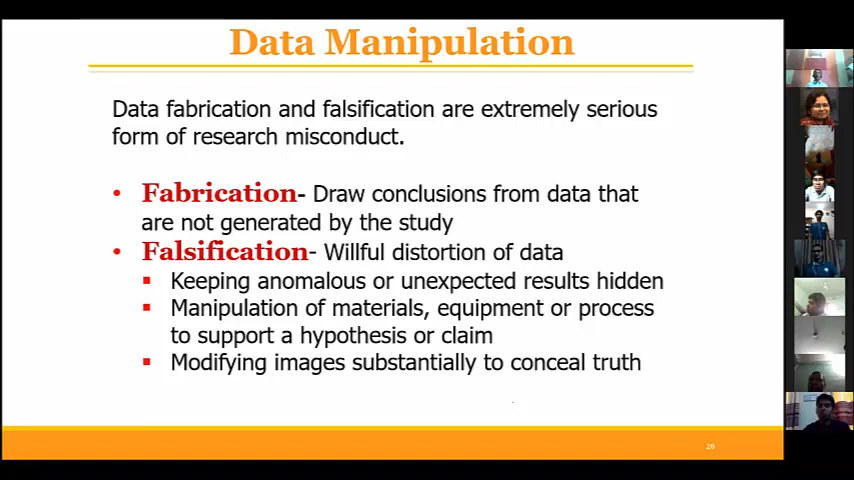 Data Manipulation
Data fabrication and falsification are extremely serious
form of research misconduct.
• Fabrication- Draw conclusions from data that
are not generated by the study
• Falsification- Willful distortion of data
▪ Keeping anomalous or unexpected results hidden
▪ Manipulation of materials, equipment or process
to support a hypothesis or claim
▪ Modifying images substantially to conceal truth
26